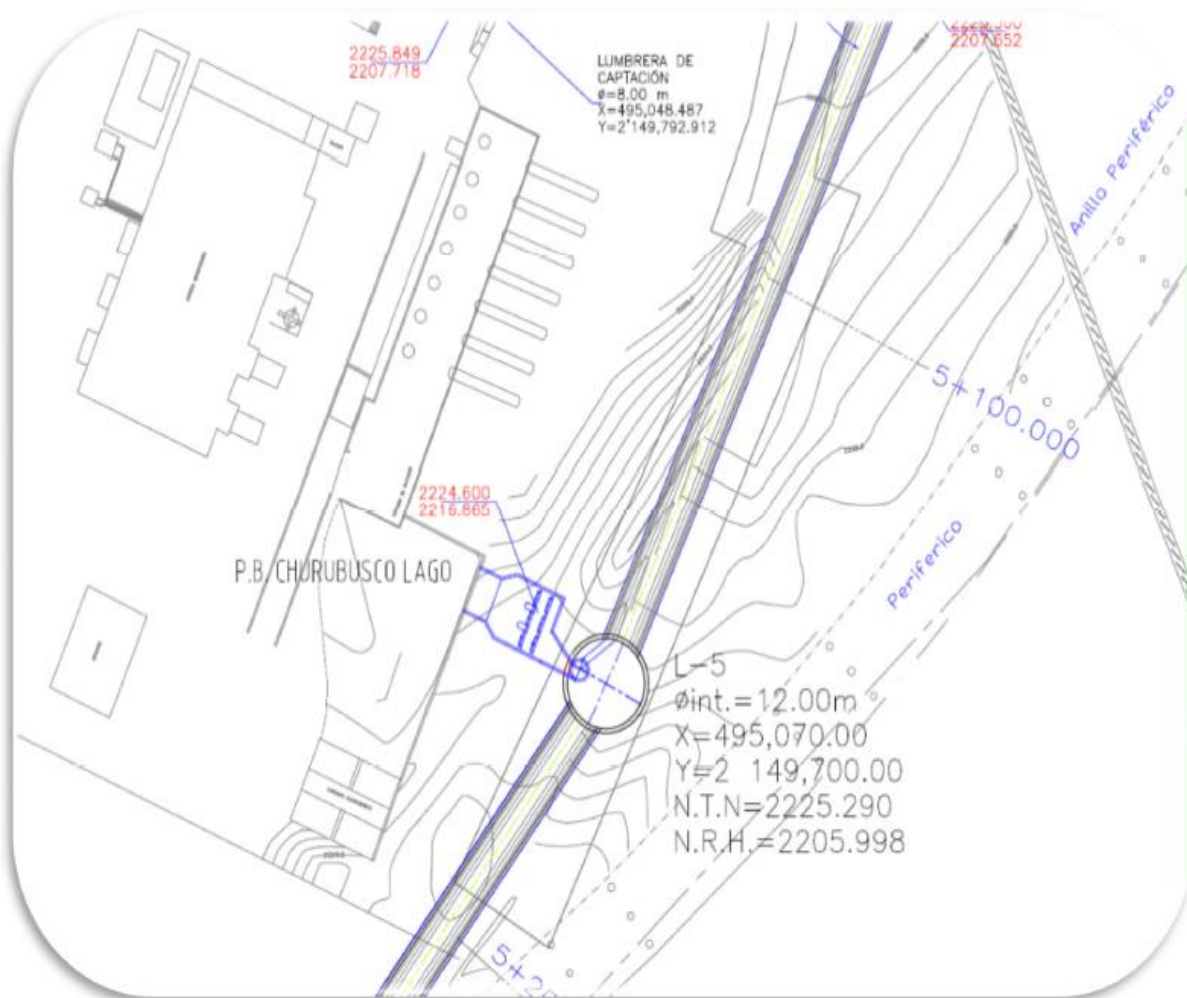 2225.849
2207.718
LUMBRERA DE
CAPTACIÓN
ø=8.00 m
X=495,048.487
Y=2'149,792.912
2207.652
Anillo Periférico
5+100.000
2224.600
2216.865
P.B. CHURUBUSCO LAGO
Periferico
L-5
Øint.=12.00m
X=495,070.00
Y=2 149,700.00
N.T.N=2225.290
N.R.H.=2205.998